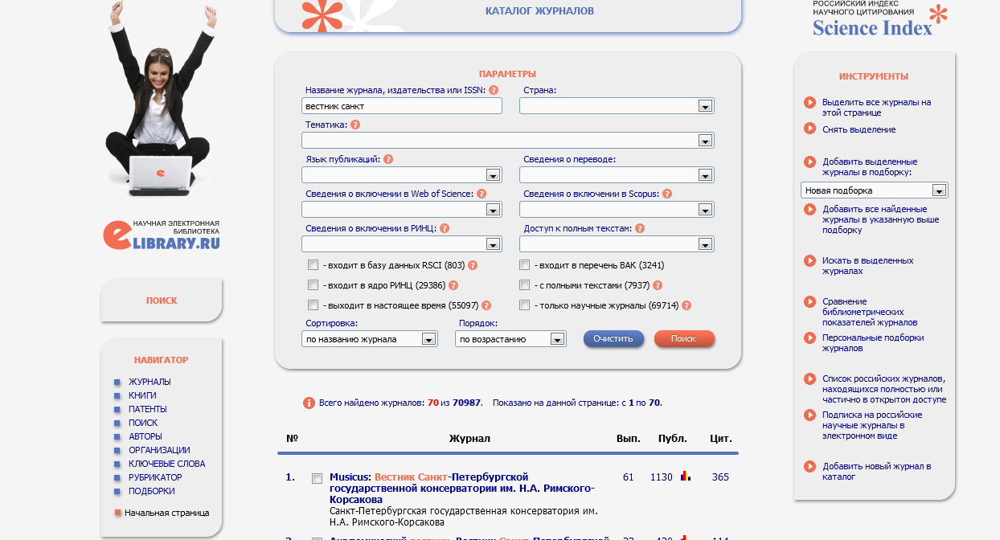 КАТАЛОГ ЖУРНАЛОВ
РОССИЙСКИЙ ИНДЕКС
НАУЧНОГО ЦИТИРОВАНИЯ
Science Index
e
НАУЧНАЯ ЭЛЕКТРОННАЯ
БИБЛИОТЕКА
eLIBRARY.RU
ПОИСК
НАВИГАТОР
ЖУРНАЛЫ
КНИГИ
ПАТЕНТЫ
ПОИСК
АВТОРЫ
ОРГАНИЗАЦИИ
КЛЮЧЕВЫЕ СЛОВА
РУБРИКАТОР
ПОДБОРКИ
Начальная страница
ПАРАМЕТРЫ
Название журнала, издательства или ISSN: ? Страна:
вестник санкт
Тематика: ?
Язык публикаций: ? Сведения о переводе:
Сведения о включении в Web of Science: ? Сведения о включении в Scopus: ?
Сведения о включении в РИНЦ: ? Доступ к полным текстам: ?
- входит в базу данных RSCI (803) ? - входит в перечень ВАК (3241)
- входит в ядро РИНЦ (29386) ? - с полными текстами (7937) ?
- выходит в настоящее время (55097) ? - только научные журналы (69714) ?
Сортировка: Порядок:
по названию журнала по возрастанию Очистить Поиск
Всего найдено журналов: 70 из 70987. Показано на данной странице: с 1 по 70.
№ Журнал Вып. Публ. Цит.
1. Musicus: Вестник Санкт-Петербургской 61 1130 365
государственной консерватории им. Н.А. Римского-
Корсакова
Санкт-Петербургская государственная консерватория им.
Н.А. Римского-Корсакова
ИНСТРУМЕНТЫ
Выделить все журналы на
этой странице
Снять выделение
Добавить выделенные
журналы в подборку:
Новая подборка
Добавить все найденные
журналы в указанную выше
подборку
Искать в выделенных
журналах
Сравнение
библиометрических
показателей журналов
Персональные подборки
журналов
Список российских журналов,
находящихся полностью или
частично в открытом доступе
Подписка на российские
научные журналы в
электронном виде
Добавить новый журнал в
каталог